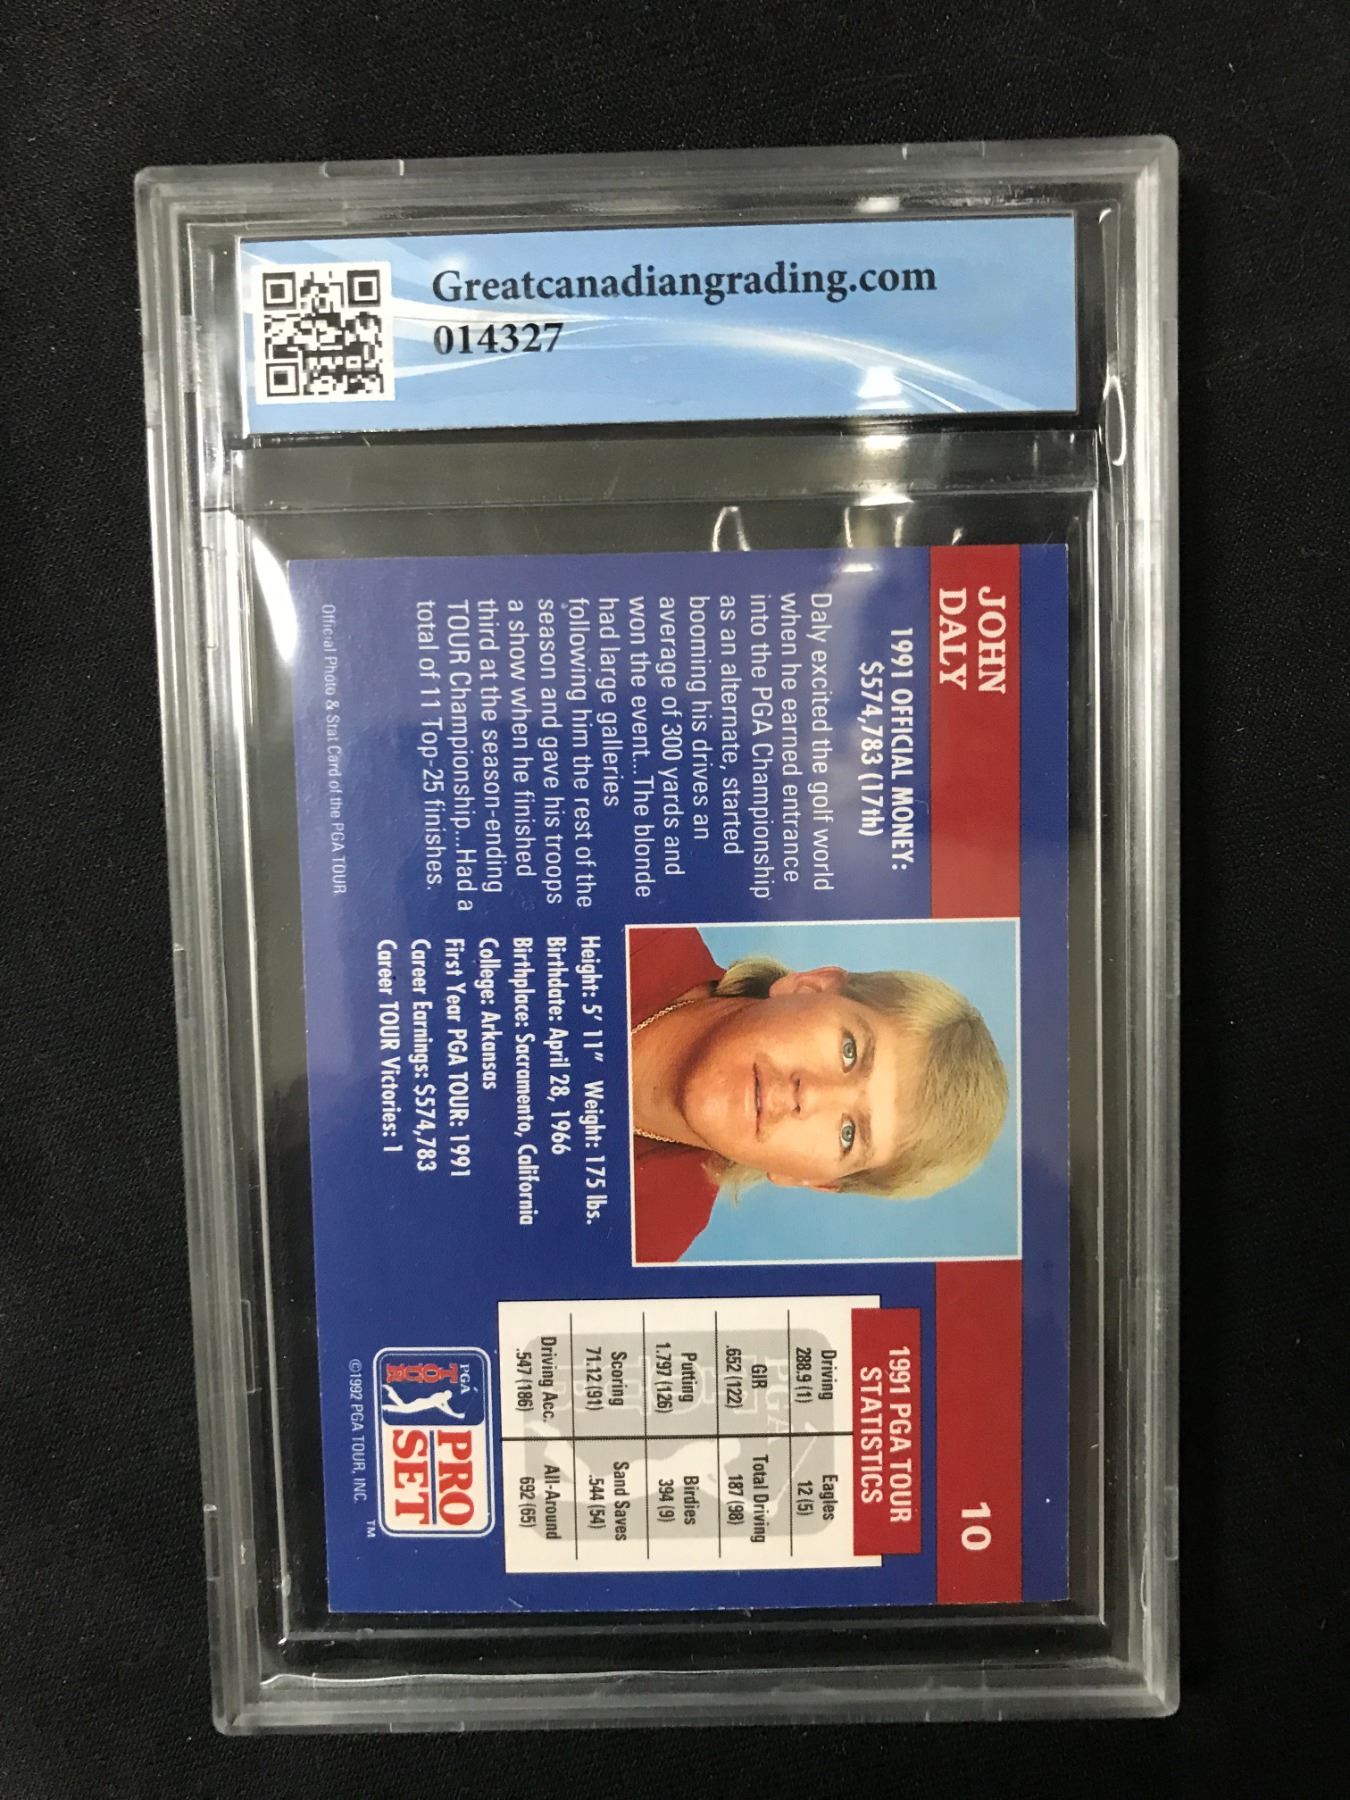 Greatcanadiangrading.com
014327
JOHN
DALY
10
1991 OFFICIAL MONEY:
$574,783 (17th)
Daly excited the golf world
when he earned entrance
into the PGA Championship
as an alternate, started
booming his drives an
average of 300 yards and
won the event...The blonde
had large galleries
following him the rest of the
season and gave his troops
a show when he finished
third at the season-ending
TOUR Championship...Had a
total of 11 Top-25 finishes.
Height: 5' 11" Weight: 175 lbs.
Birthdate: April 28, 1966
Birthplace: Sacramento, California
College: Arkansas
First Year PGA TOUR: 1991
Career Earnings: $574,783
Career TOUR Victories: 1
1991 PGA TOUR
STATISTICS
Driving Eagles
288.9 (1) 12 (5)
GIR Total Driving
.652 (122) 187 (98)
Putting Birdies
1.797 (126) 394 (9)
Scoring Sand Saves
71.12 (91) .544 (54)
Driving Acc. All-Around
.547 (186) 692 (65)
PGA
TOUR
PRO
SET
TM
Official Photo & Stat Card of the PGA TOUR
©1992 PGA TOUR, INC.